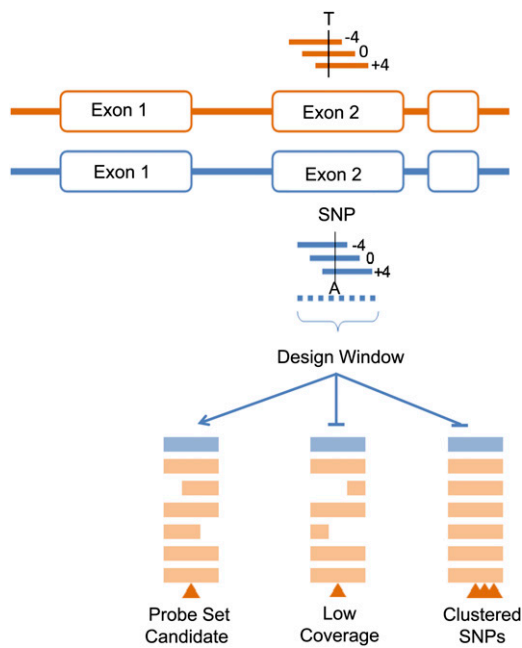 T
-4
0
+4
Exon 1
Exon 2
Exon 1
Exon 2
SNP
-4
0
+4
A
Design Window
Probe Set
Candidate
Low
Coverage
Clustered
SNPs